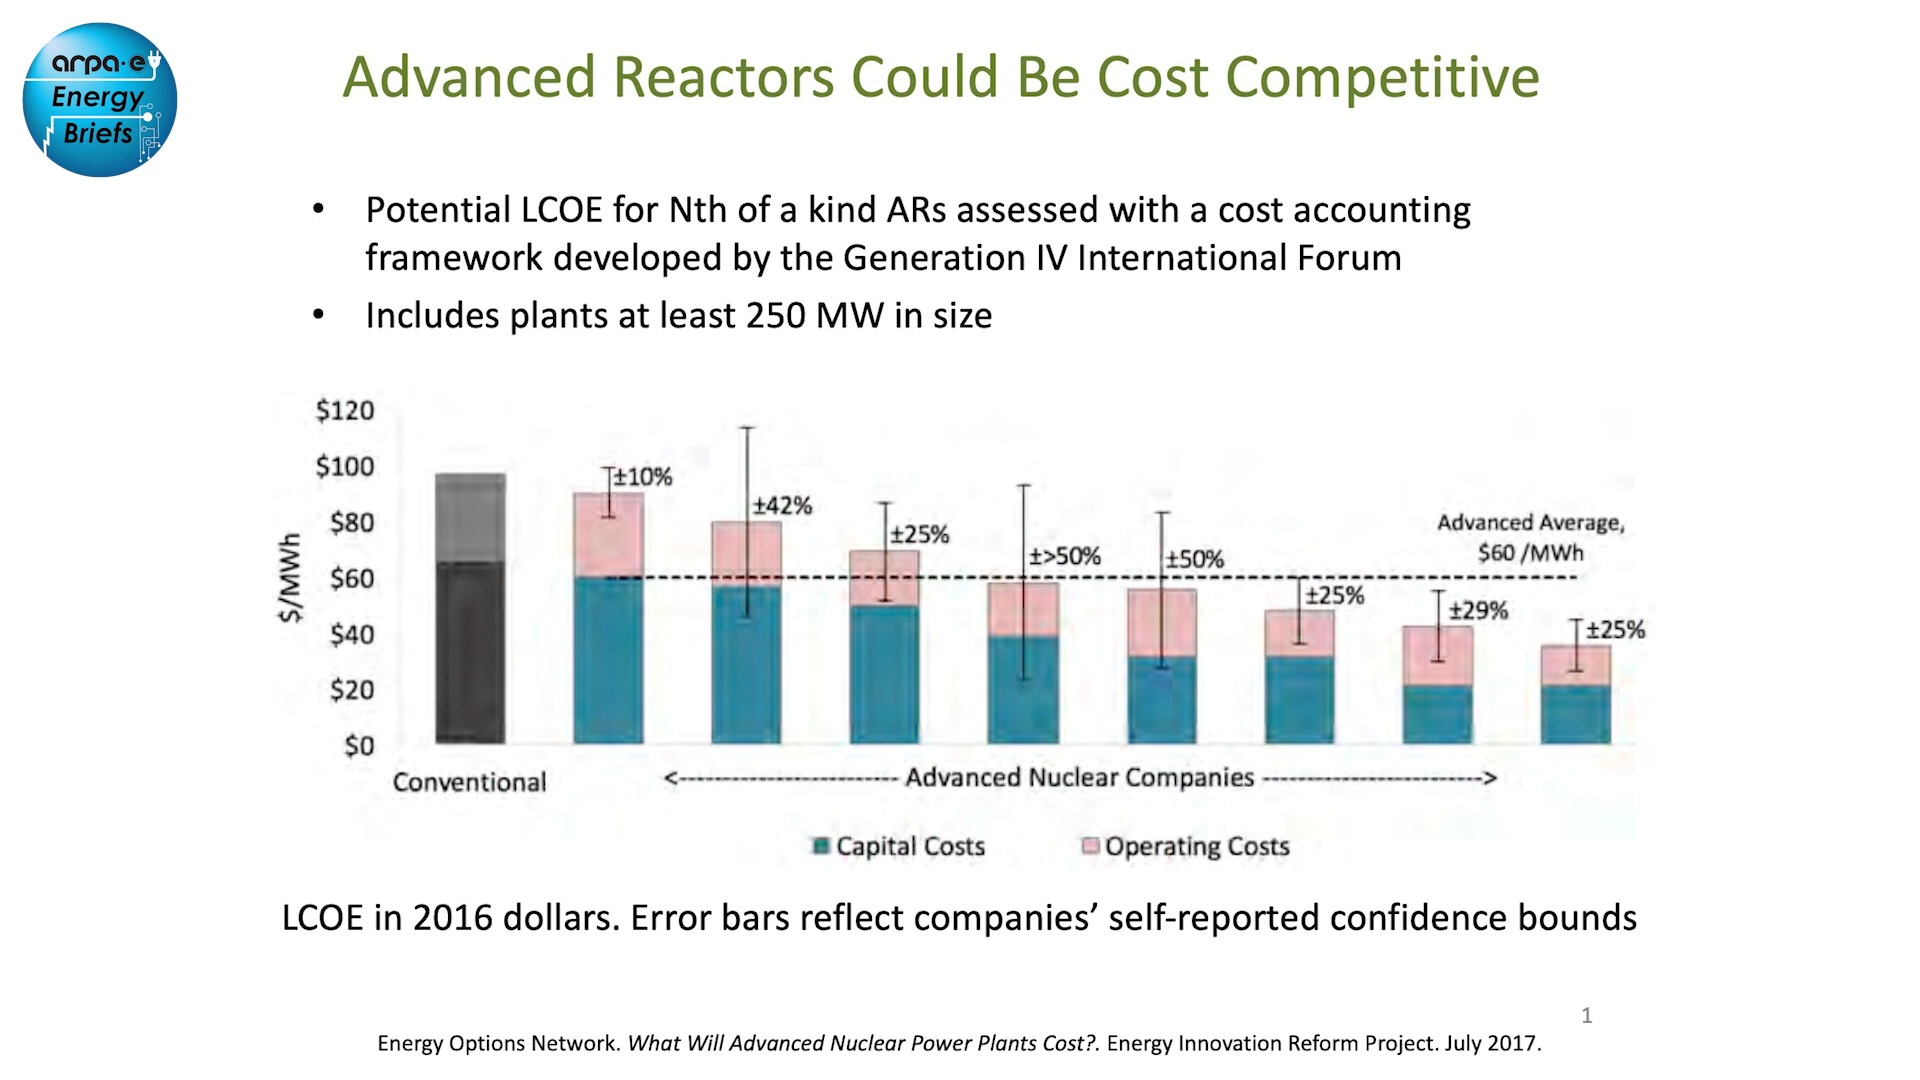 arpa·e
Energy
Briefs
Advanced Reactors Could Be Cost Competitive
• Potential LCOE for Nth of a kind ARs assessed with a cost accounting
framework developed by the Generation IV International Forum
• Includes plants at least 250 MW in size
$/MWh
$120
$100
$80
$60
$40
$20
$0
±10%
±42%
±25%
±>50%
±50%
±25%
±29%
±25%
Advanced Average,
$60 /MWh
Conventional
<-------------------------- Advanced Nuclear Companies -------------------------->
Capital Costs
Operating Costs
LCOE in 2016 dollars. Error bars reflect companies’ self-reported confidence bounds
1
Energy Options Network. What Will Advanced Nuclear Power Plants Cost?. Energy Innovation Reform Project. July 2017.